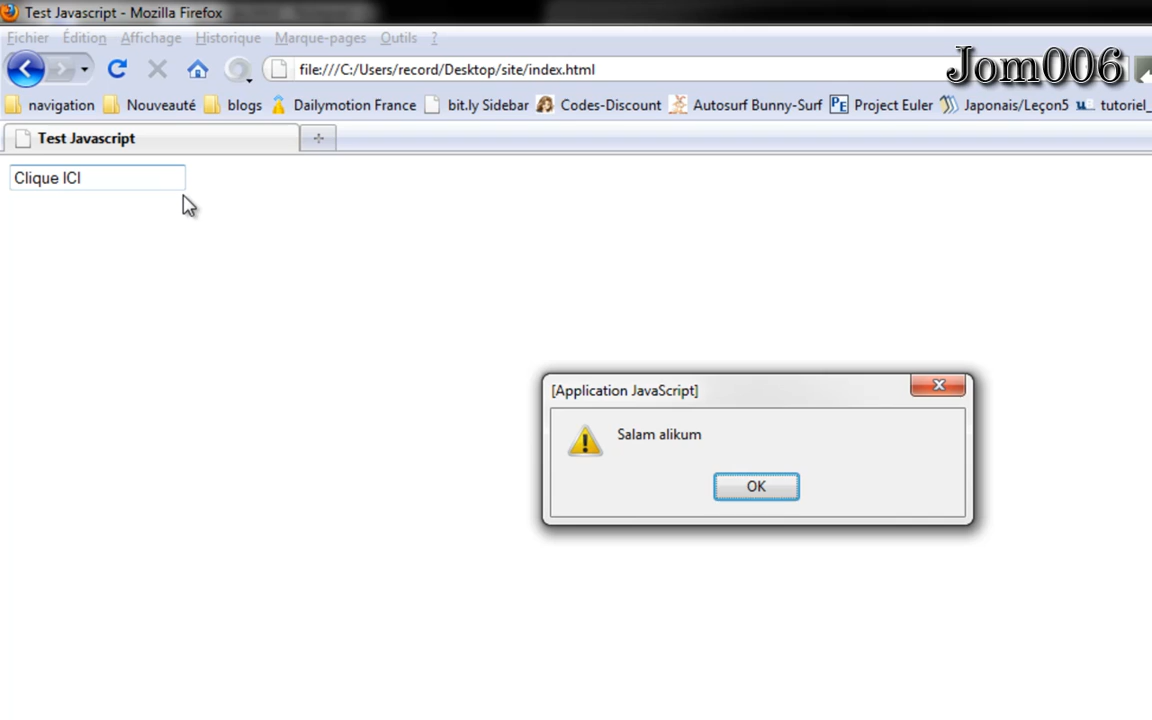 Test Javascript - Mozilla Firefox
Fichier Édition Affichage Historique Marque-pages Outils ?
file:///C:/Users/record/Desktop/site/index.html
Jom006
navigation Nouveauté blogs Dailymotion France bit.ly Sidebar Codes-Discount Autosurf Bunny-Surf PE Project Euler Japonais/Leçon5 tutoriel_
Test Javascript
Clique ICI
[Application JavaScript]
Salam alikum
OK